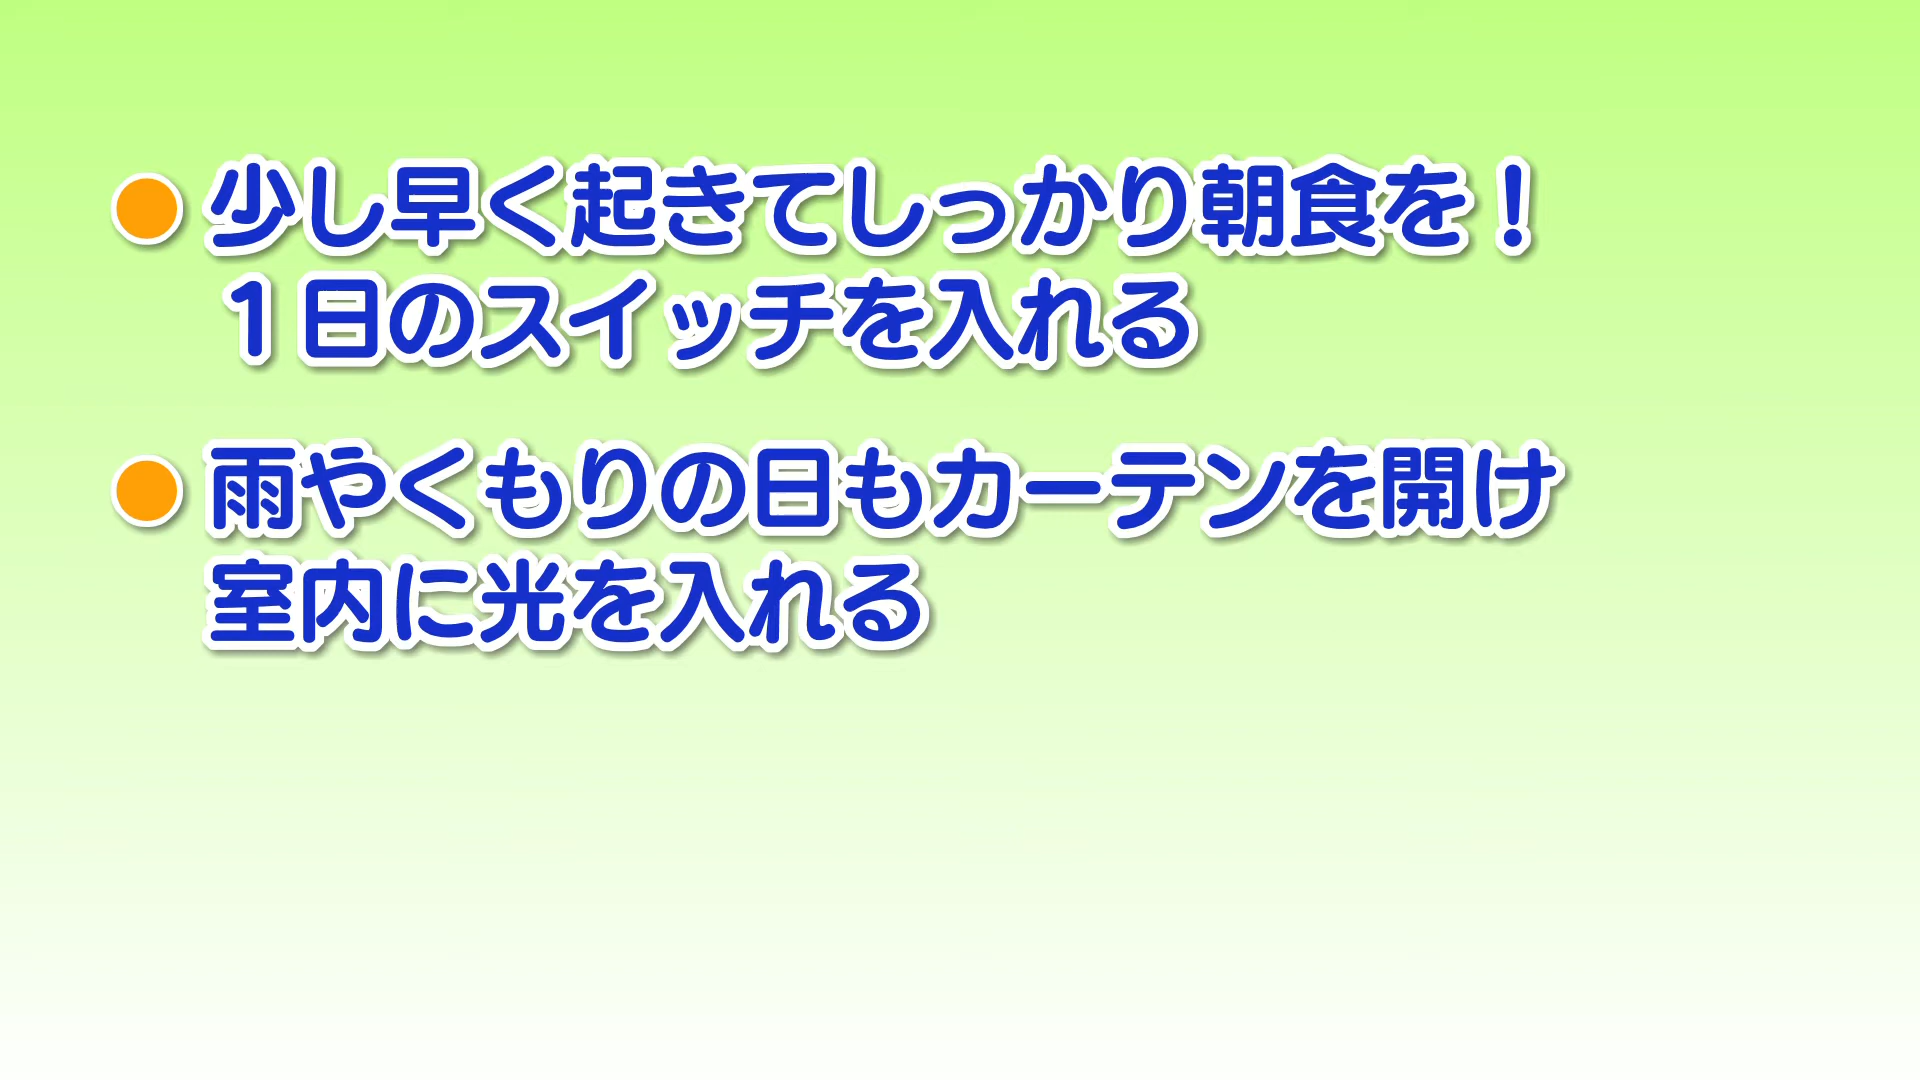 少し早く起きてしっかり朝食を！
１日のスイッチを入れる
雨やくもりの日もカーテンを開け
室内に光を入れる